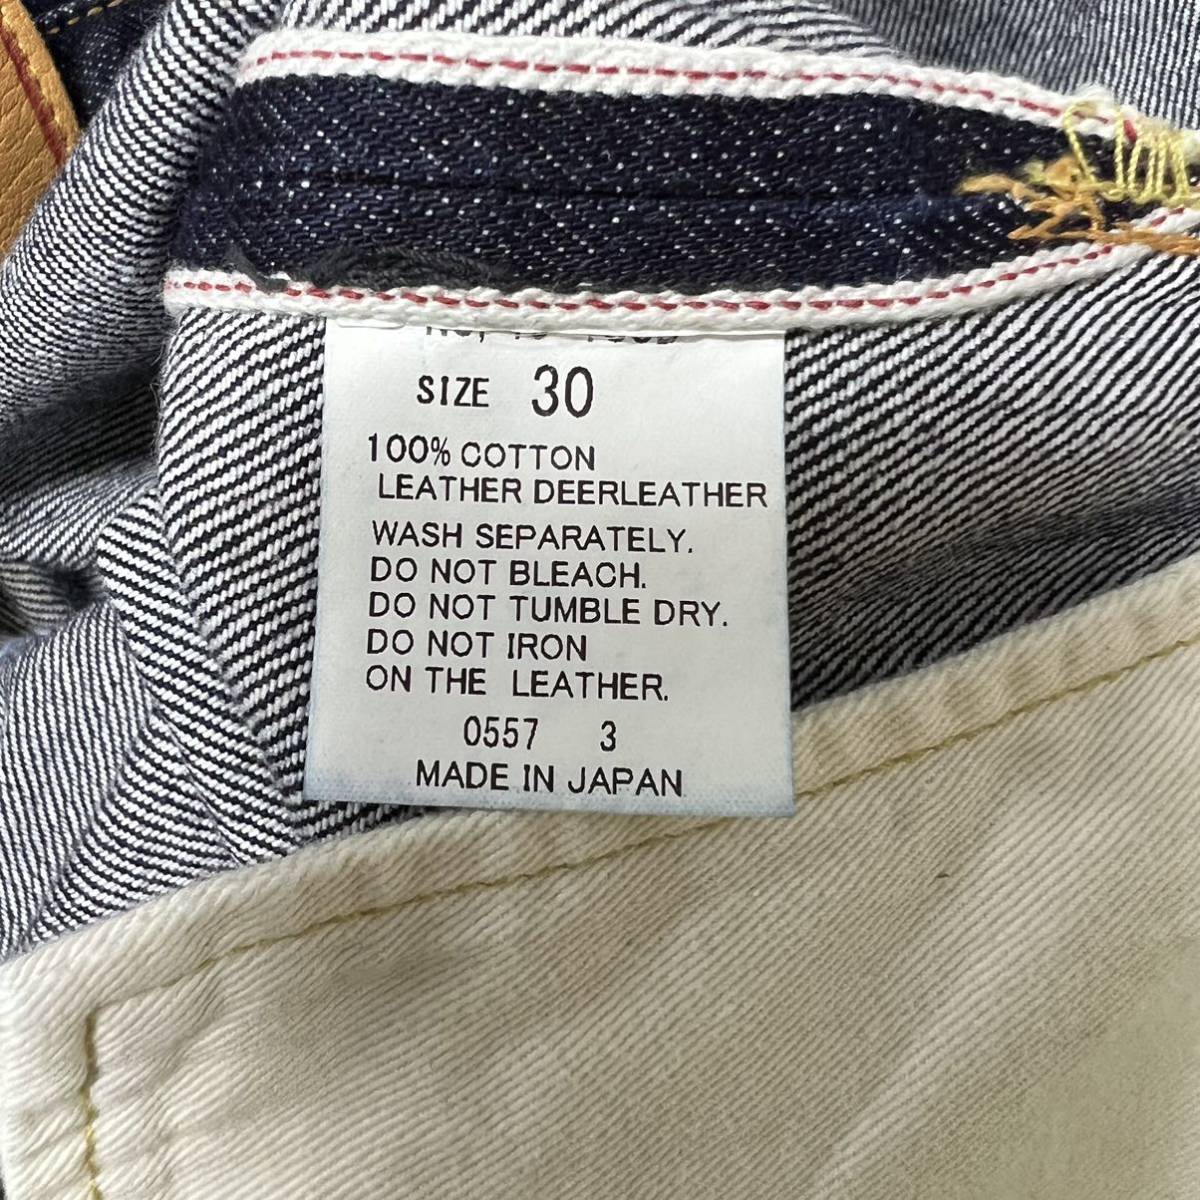 SIZE 30
100% COTTON
LEATHER DEERLEATHER
WASH SEPARATELY.
DO NOT BLEACH.
DO NOT TUMBLE DRY.
DO NOT IRON
ON THE LEATHER.
0557 3
MADE IN JAPAN